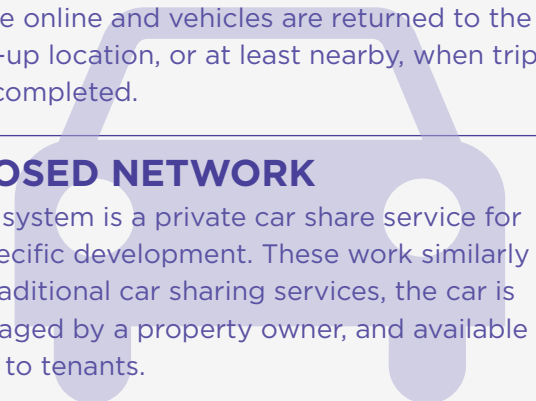 e online and vehicles are returned to the
-up location, or at least nearby, when trip
completed.
OSED NETWORK
system is a private car share service for
ecific development. These work similarly
aditional car sharing services, the car is
aged by a property owner, and available
to tenants.